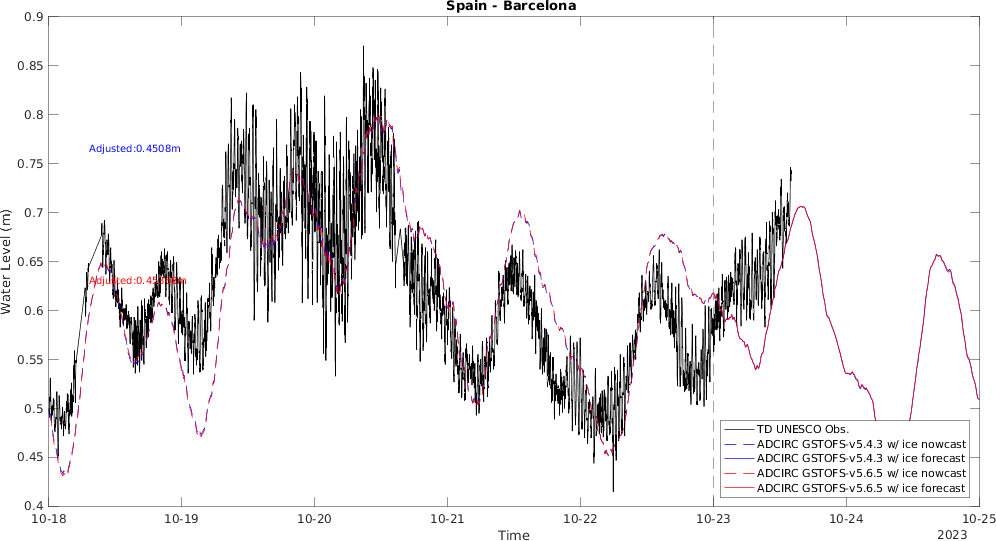 Spain - Barcelona
0.9
0.85
0.8
0.75
0.7
0.65
0.6
0.55
0.5
0.45
0.4
Water Level (m)
Adjusted:0.4508m
TD UNESCO Obs.
ADCIRC GSTOFS-v5.4.3 w/ ice nowcast
ADCIRC GSTOFS-v5.4.3 w/ ice forecast
ADCIRC GSTOFS-v5.6.5 w/ ice nowcast
ADCIRC GSTOFS-v5.6.5 w/ ice forecast
10-18 10-19 10-20 10-21 10-22 10-23 10-24 10-25
Time
2023